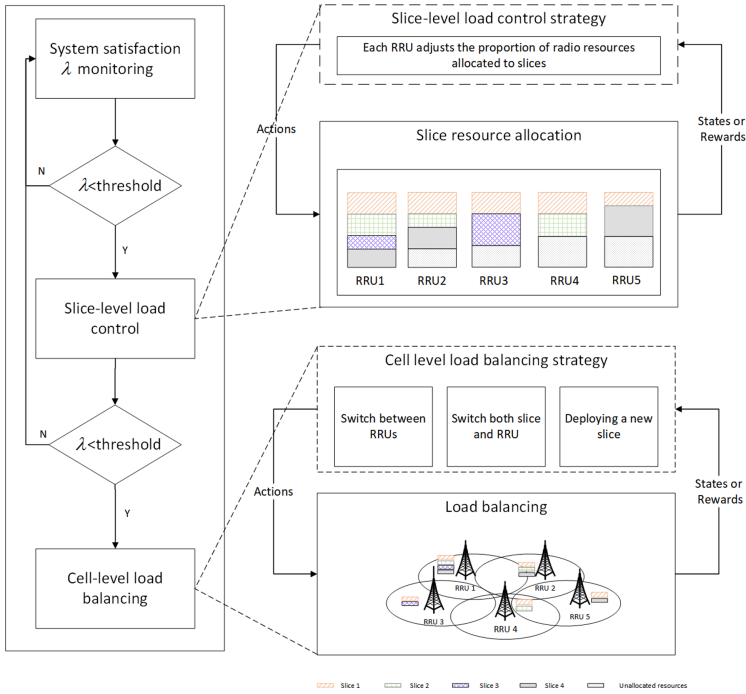 System satisfaction
λ monitoring
N
λ<threshold
Y
Slice-level load
control
N
λ<threshold
Y
Cell-level load
balancing
Slice-level load control strategy
Each RRU adjusts the proportion of radio resources
allocated to slices
Actions
States or
Rewards
Slice resource allocation
RRU1 RRU2 RRU3 RRU4 RRU5
Cell level load balancing strategy
Switch between
RRUs
Switch both slice
and RRU
Deploying a new
slice
Actions
States or
Rewards
Load balancing
RRU 1
RRU 2
RRU 3
RRU 4
RRU 5
Slice 1 Slice 2 Slice 3 Slice 4 Unallocated resources